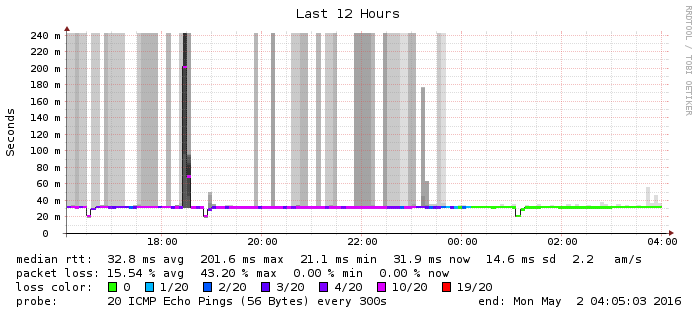 Last 12 Hours
RRDTOOL / TOBI OETIKER
Seconds
240 m
220 m
200 m
180 m
160 m
140 m
120 m
100 m
80 m
60 m
40 m
20 m
0
18:00 20:00 22:00 00:00 02:00 04:00
median rtt: 32.8 ms avg 201.6 ms max 21.1 ms min 31.9 ms now 14.6 ms sd 2.2 am/s
packet loss: 15.54 % avg 43.20 % max 0.00 % min 0.00 % now
loss color: 0 1/20 2/20 3/20 4/20 10/20 19/20
probe: 20 ICMP Echo Pings (56 Bytes) every 300s end: Mon May 2 04:05:03 2016